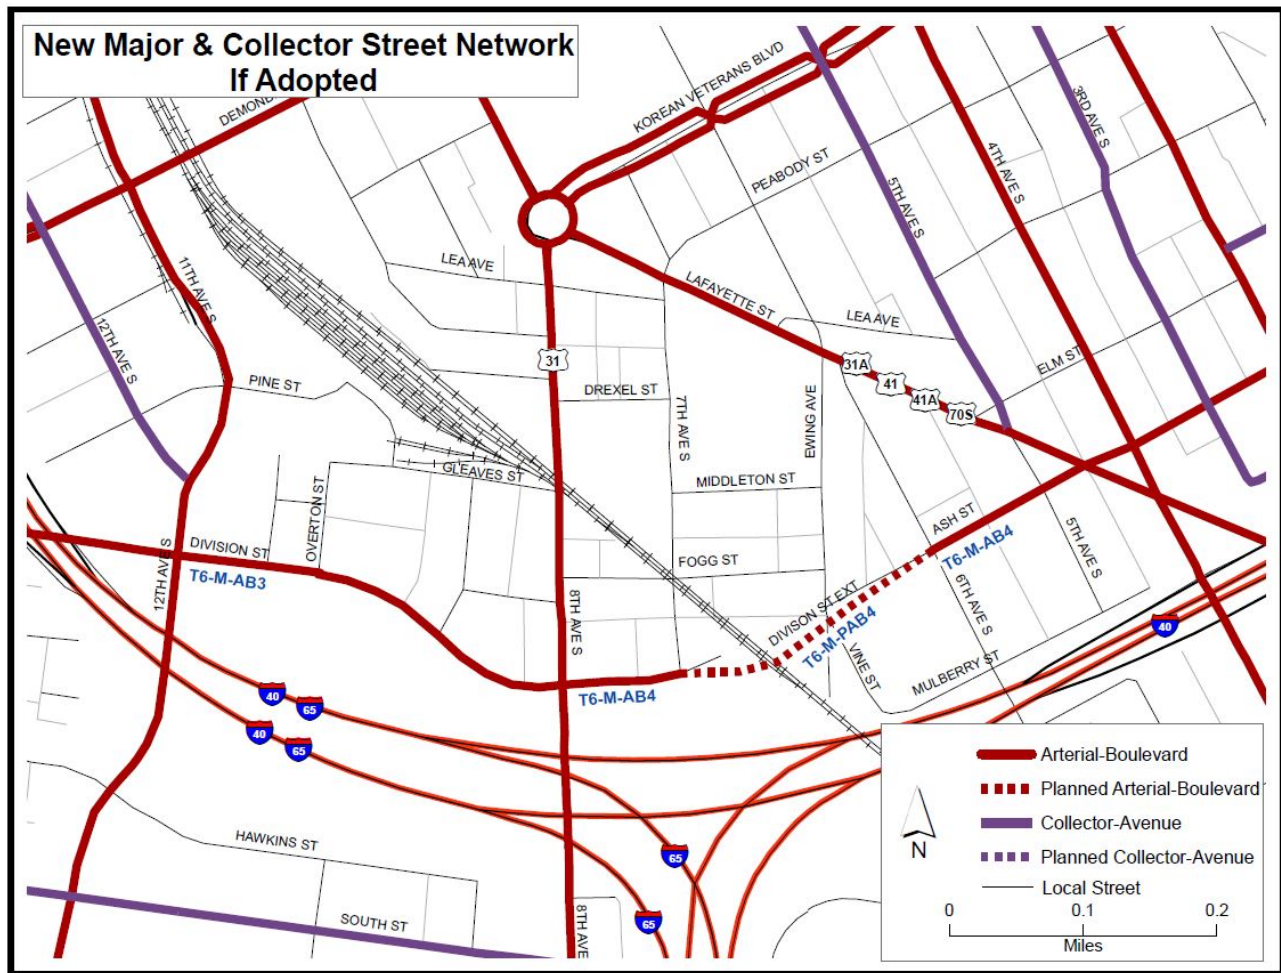 New Major & Collector Street Network
If Adopted
KOREAN VETERANS BLVD
3RD AVE S
4TH AVE S
PEABODY ST
5TH AVE S
11TH AVE S
LEA AVE
LAFAYETTE ST
LEA AVE
12TH AVE S
31
31A
41
41A
70S
ELM ST
PINE ST
DREXEL ST
7TH AVE S
EWING AVE
GLEAVES ST
MIDDLETON ST
OVERTON ST
ASH ST
T6-M-AB4
5TH AVE S
DIVISION ST
T6-M-AB3
12TH AVE S
FOGG ST
8TH AVE S
DIVISON ST EXT
T6-M-PAB4
6TH AVE S
40
VINE ST
MULBERRY ST
T6-M-AB4
40
65
40
65
HAWKINS ST
65
65
SOUTH ST
8TH AVE
Arterial-Boulevard
Planned Arterial-Boulevard
Collector-Avenue
Planned Collector-Avenue
Local Street
N
0
0.1
0.2
Miles